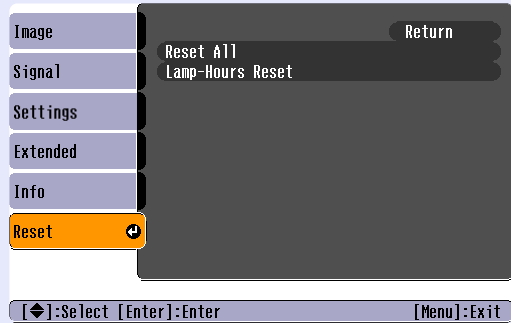 Image
Signal
Settings
Extended
Info
Reset
Return
Reset All
Lamp-Hours Reset
[◆]:Select [Enter]:Enter [Menu]:Exit